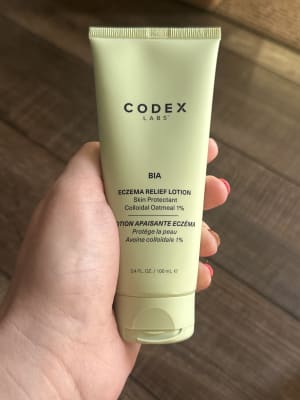 CODEX
LABS™
BIA
ECZEMA RELIEF LOTION
Skin Protectant
Colloidal Oatmeal 1%
LOTION APAISANTE ECZÉMA
Protège la peau
Avoine colloïdale 1%
3.4 FL. OZ. / 100 mL ℮